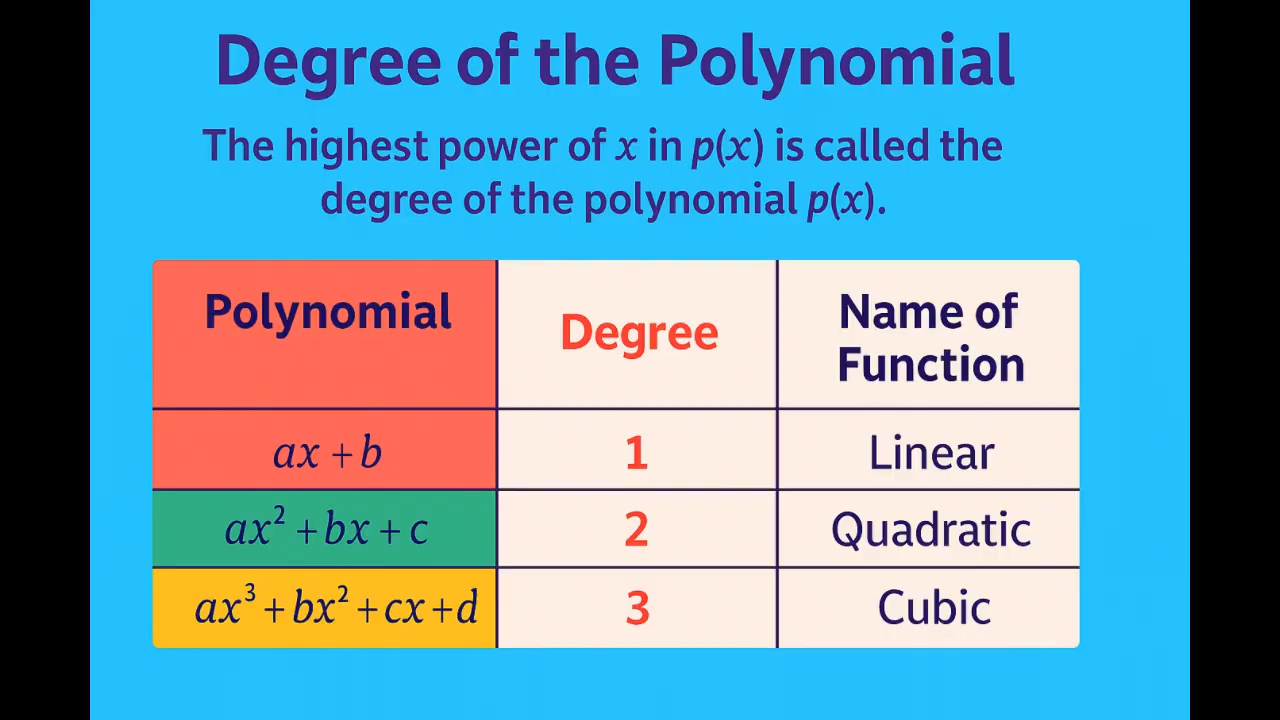 Degree of the Polynomial
The highest power of x in p(x) is called the
degree of the polynomial p(x).
Polynomial
Degree
Name of
Function
ax + b
1
Linear
ax² + bx + c
2
Quadratic
ax³ + bx² + cx + d
3
Cubic